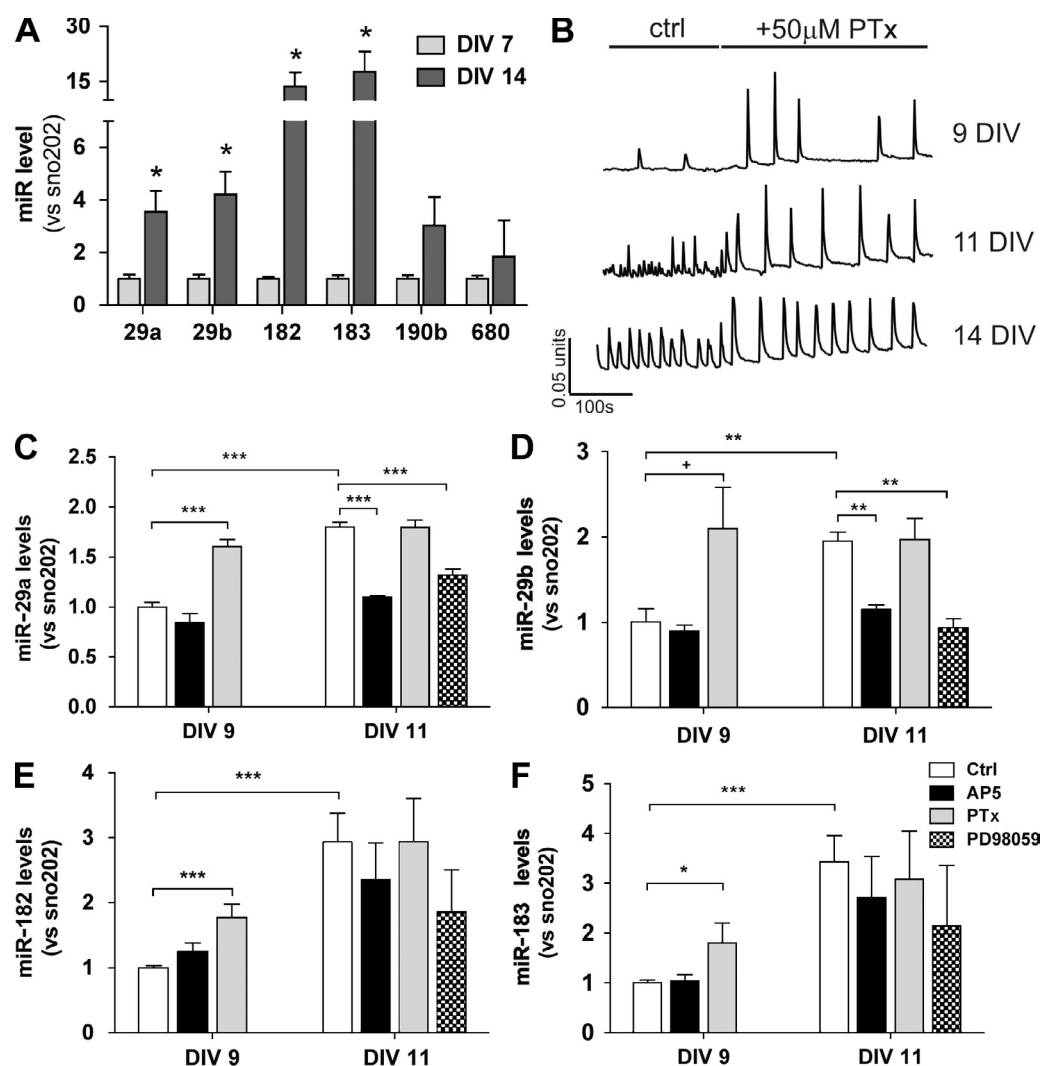 A
30
15
6
4
2
0
miR level
(vs sno202)
DIV 7
DIV 14
*
*
*
*
29a
29b
182
183
190b
680
B
ctrl
+50μM PTx
9 DIV
11 DIV
14 DIV
0.05 units
100s
C
2.5
2.0
1.5
1.0
0.5
0.0
miR-29a levels
(vs sno202)
***
***
***
***
DIV 9
DIV 11
D
3
2
1
0
miR-29b levels
(vs sno202)
**
+
**
**
DIV 9
DIV 11
E
4
3
2
1
0
miR-182 levels
(vs sno202)
***
***
DIV 9
DIV 11
F
5
4
3
2
1
0
miR-183 levels
(vs sno202)
***
*
Ctrl
AP5
PTx
PD98059
DIV 9
DIV 11